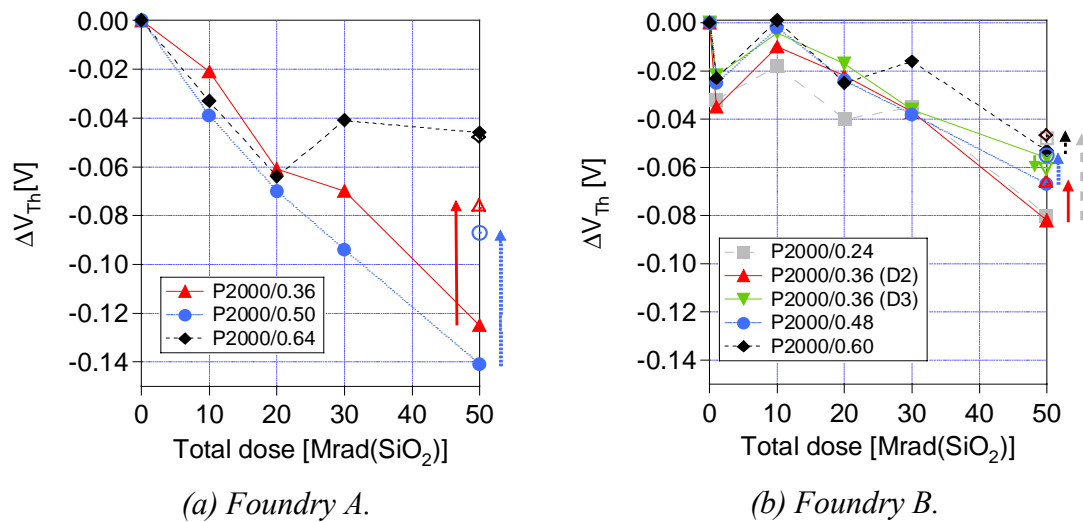 0.00
-0.02
-0.04
-0.06
-0.08
-0.10
-0.12
-0.14
ΔV_Th [V]
P2000/0.36
P2000/0.50
P2000/0.64
0 10 20 30 40 50
Total dose [Mrad(SiO₂)]
(a) Foundry A.
0.00
-0.02
-0.04
-0.06
-0.08
-0.10
-0.12
-0.14
ΔV_Th [V]
P2000/0.24
P2000/0.36 (D2)
P2000/0.36 (D3)
P2000/0.48
P2000/0.60
0 10 20 30 40 50
Total dose [Mrad(SiO₂)]
(b) Foundry B.